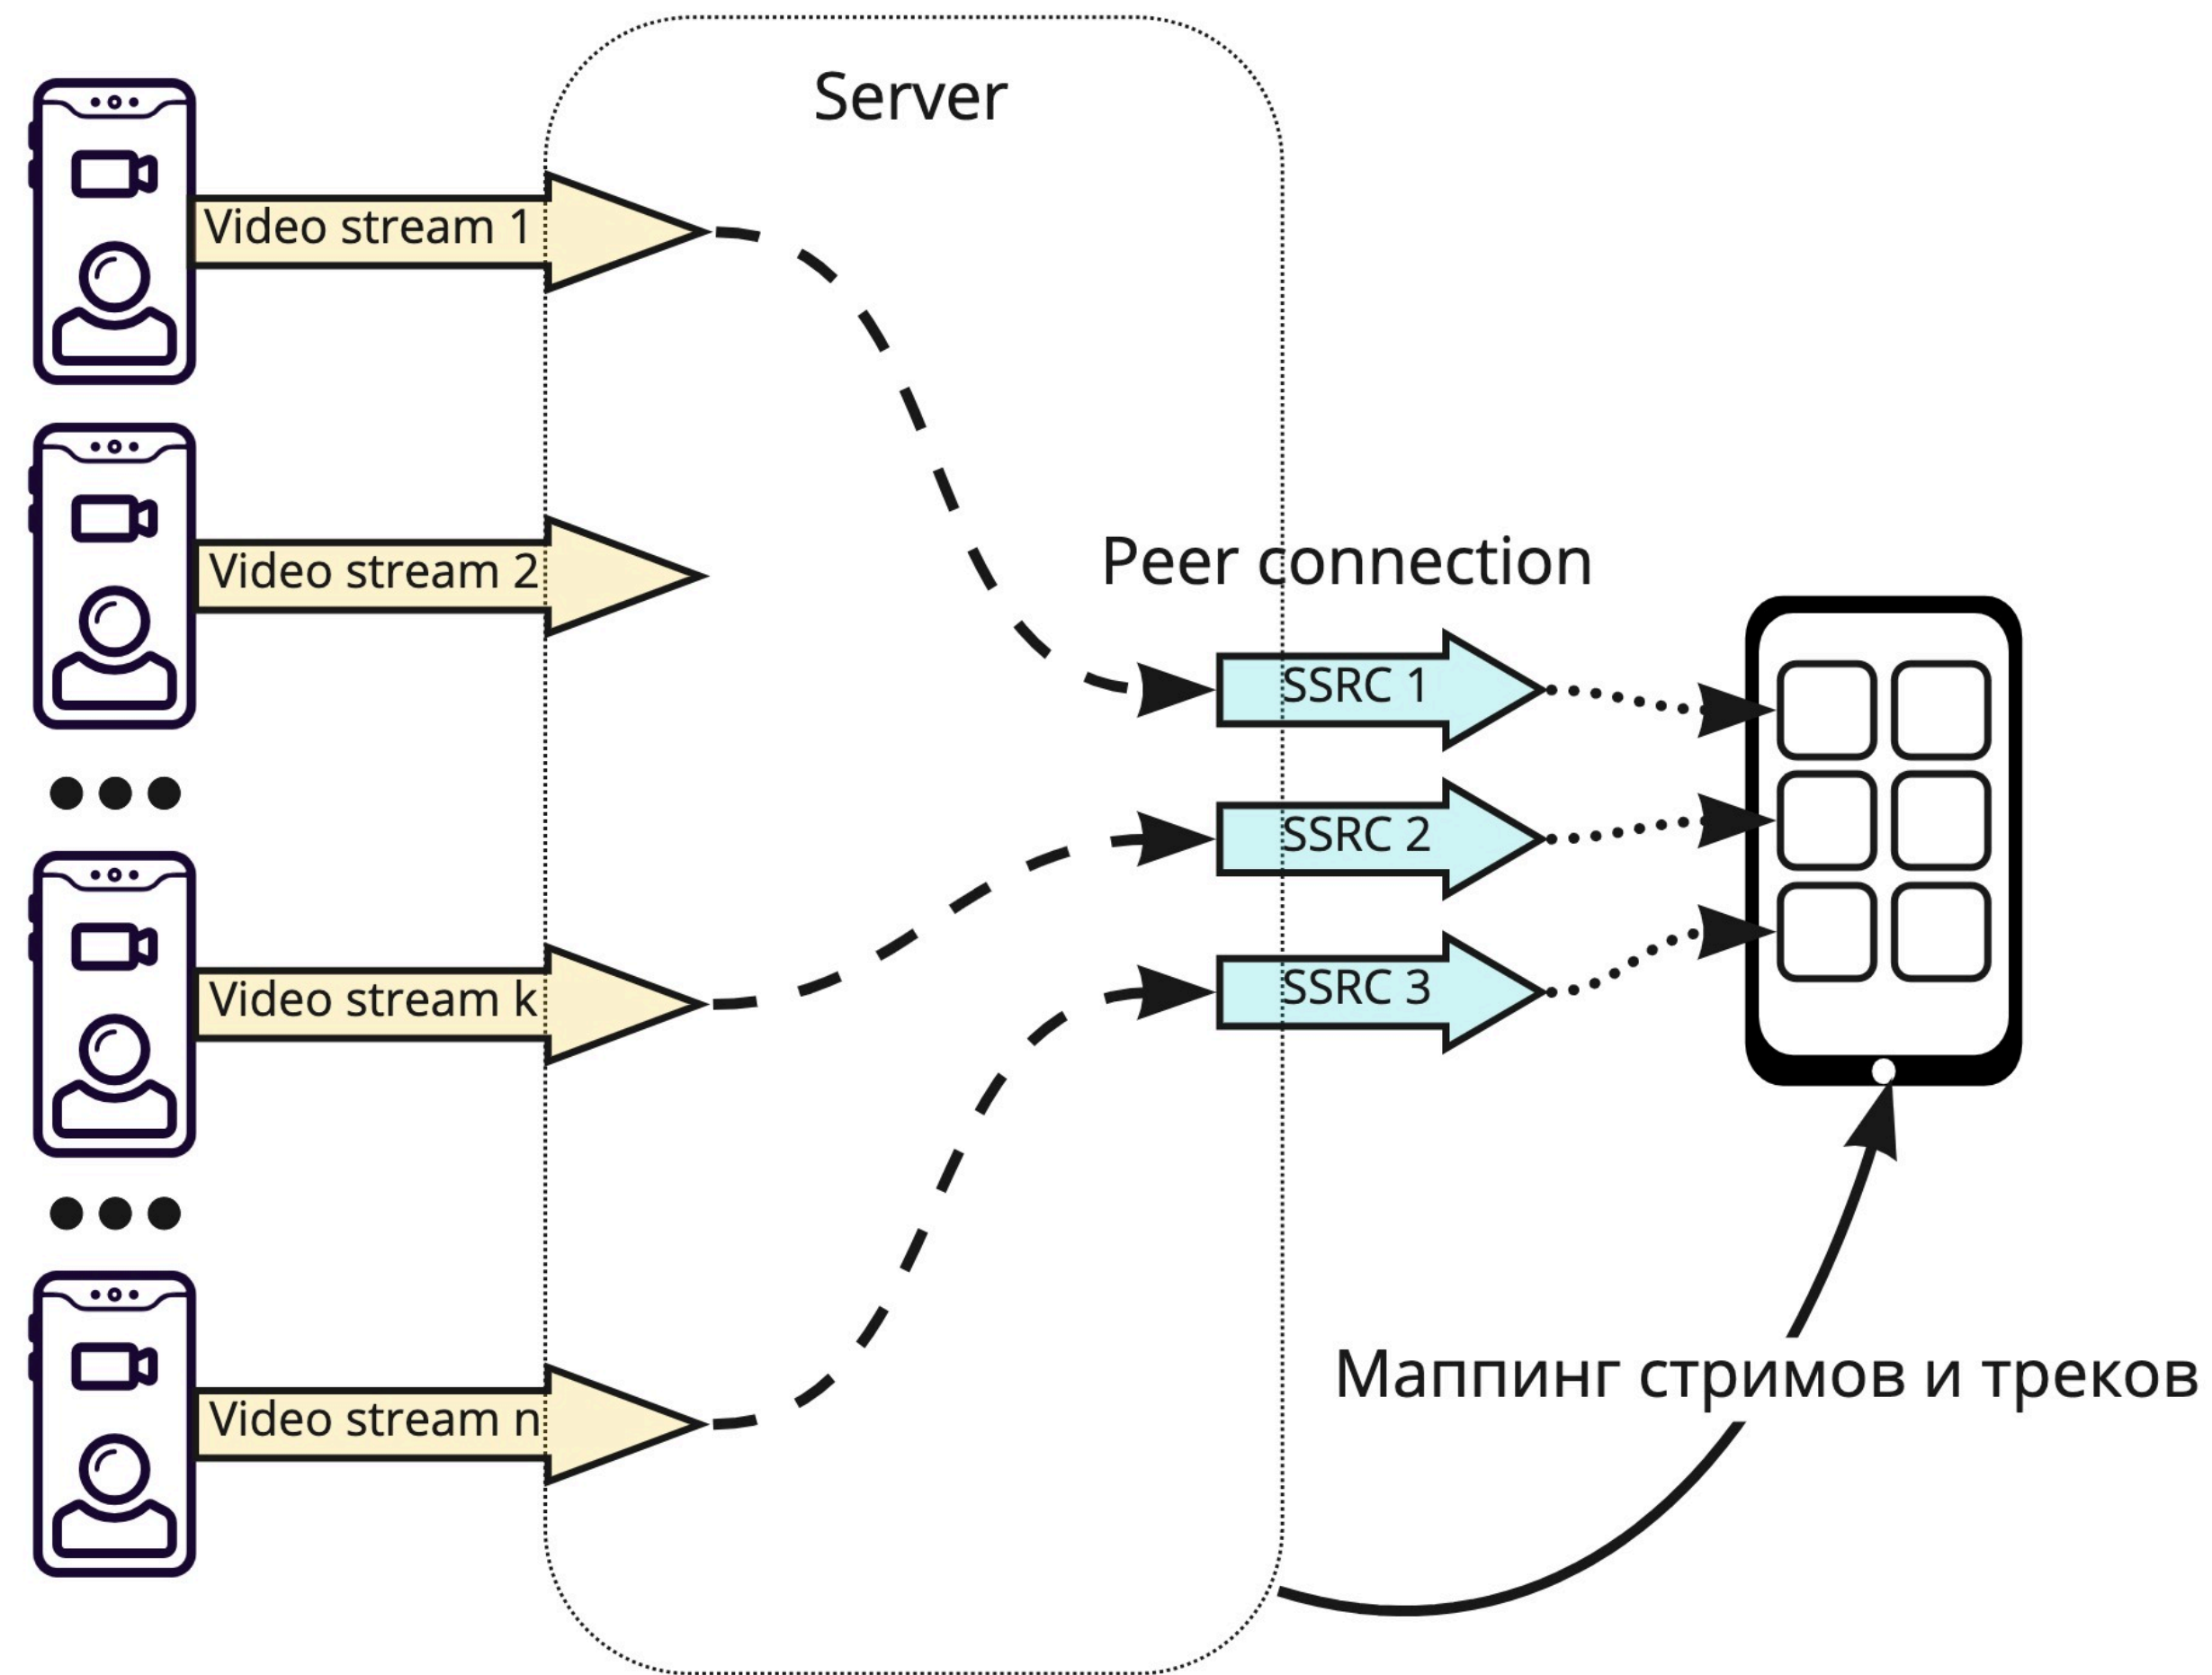 Server
Video stream 1
Video stream 2
Peer connection
SSRC 1
SSRC 2
Video stream k
SSRC 3
Маппинг стримов и треков
Video stream n